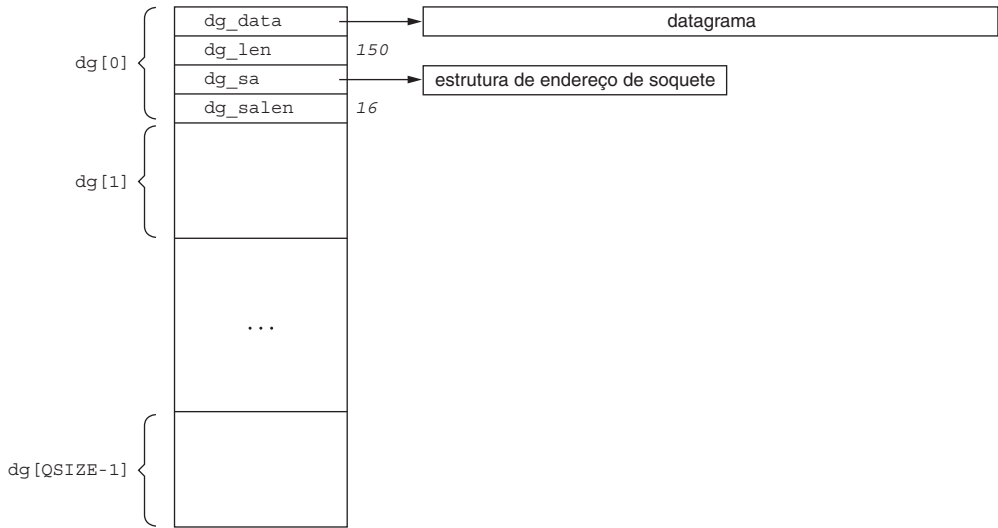 dg_data
datagrama
dg_len 150
dg[0]
dg_sa
estrutura de endereço de soquete
dg_salen 16
dg[1]
...
dg[QSIZE-1]